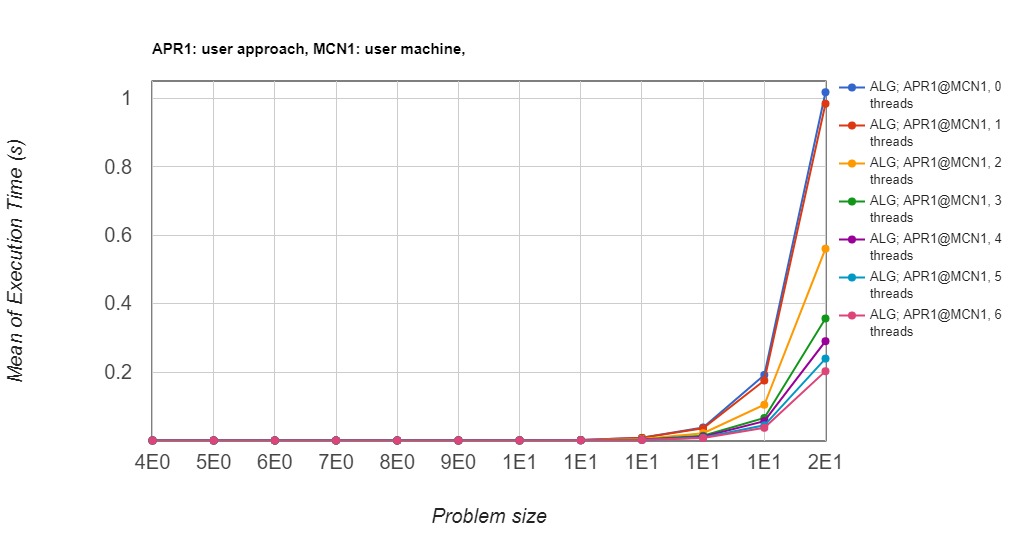 APR1: user approach, MCN1: user machine,
Mean of Execution Time (s)
1
0.8
0.6
0.4
0.2
4E0 5E0 6E0 7E0 8E0 9E0 1E1 1E1 1E1 1E1 1E1 2E1
Problem size
ALG; APR1@MCN1, 0
threads
ALG; APR1@MCN1, 1
threads
ALG; APR1@MCN1, 2
threads
ALG; APR1@MCN1, 3
threads
ALG; APR1@MCN1, 4
threads
ALG; APR1@MCN1, 5
threads
ALG; APR1@MCN1, 6
threads